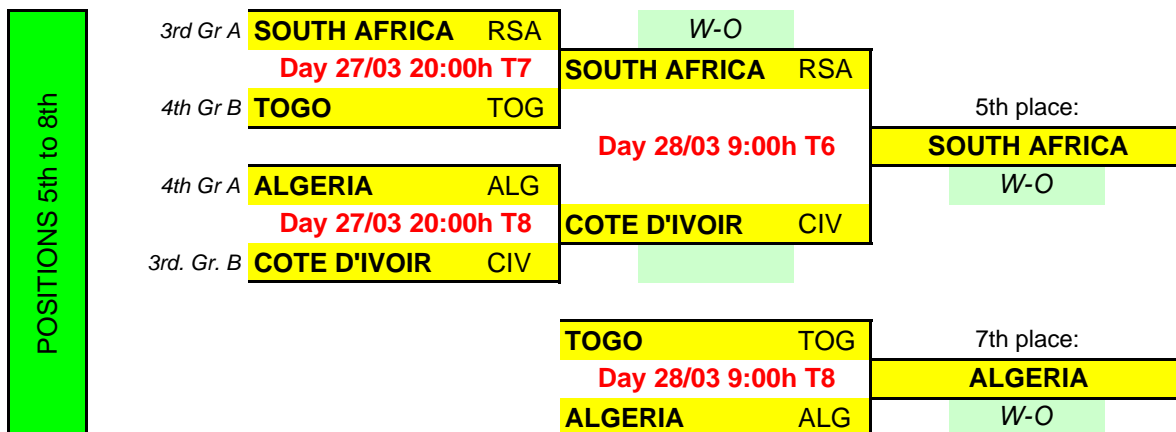 POSITIONS 5th to 8th
3rd Gr A SOUTH AFRICA RSA W-O
Day 27/03 20:00h T7 SOUTH AFRICA RSA
4th Gr B TOGO TOG 5th place:
Day 28/03 9:00h T6 SOUTH AFRICA
4th Gr A ALGERIA ALG W-O
Day 27/03 20:00h T8 COTE D'IVOIR CIV
3rd. Gr. B COTE D'IVOIR CIV
TOGO TOG 7th place:
Day 28/03 9:00h T8 ALGERIA
ALGERIA ALG W-O